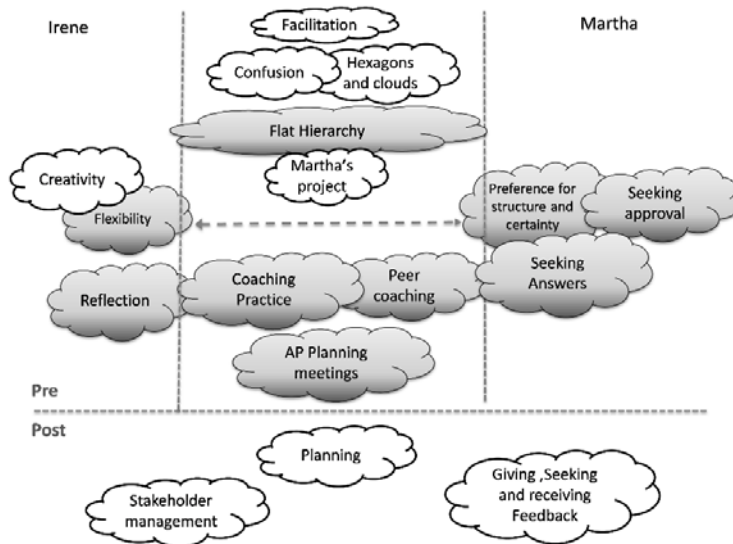 Irene
Martha
Facilitation
Confusion
Hexagons
and clouds
Flat Hierarchy
Martha's
project
Creativity
Flexibility
Preference for
structure and
certainty
Seeking
approval
Reflection
Coaching
Practice
Peer
coaching
Seeking
Answers
AP Planning
meetings
Pre
Post
Planning
Stakeholder
management
Giving ,Seeking
and receiving
Feedback